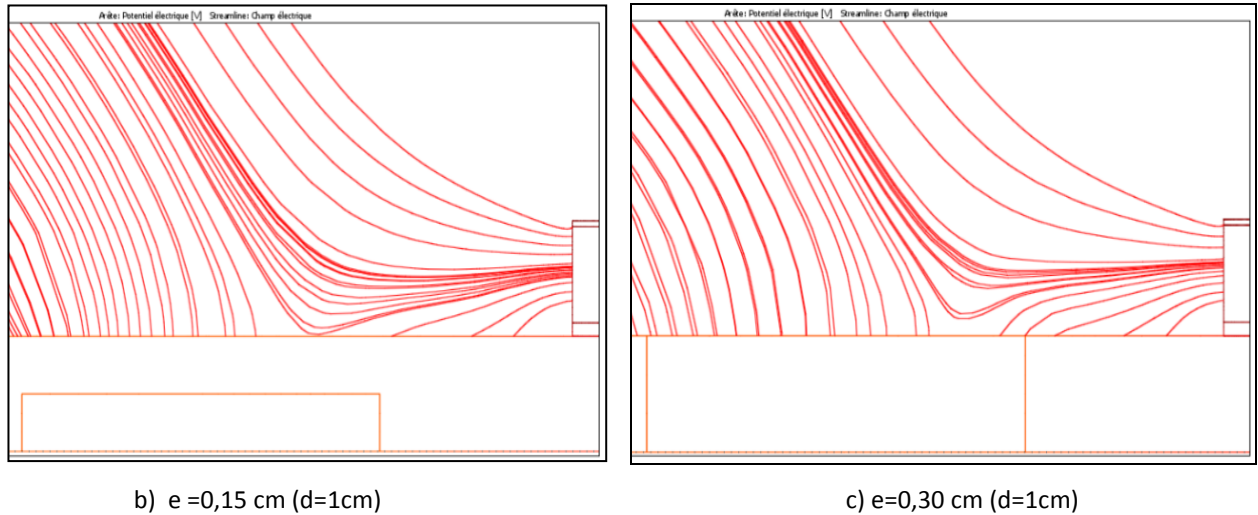 Arête: Potentiel électrique [V] Streamline: Champ électrique
Arête: Potentiel électrique [V] Streamline: Champ électrique
b) e =0,15 cm (d=1cm)
c) e=0,30 cm (d=1cm)